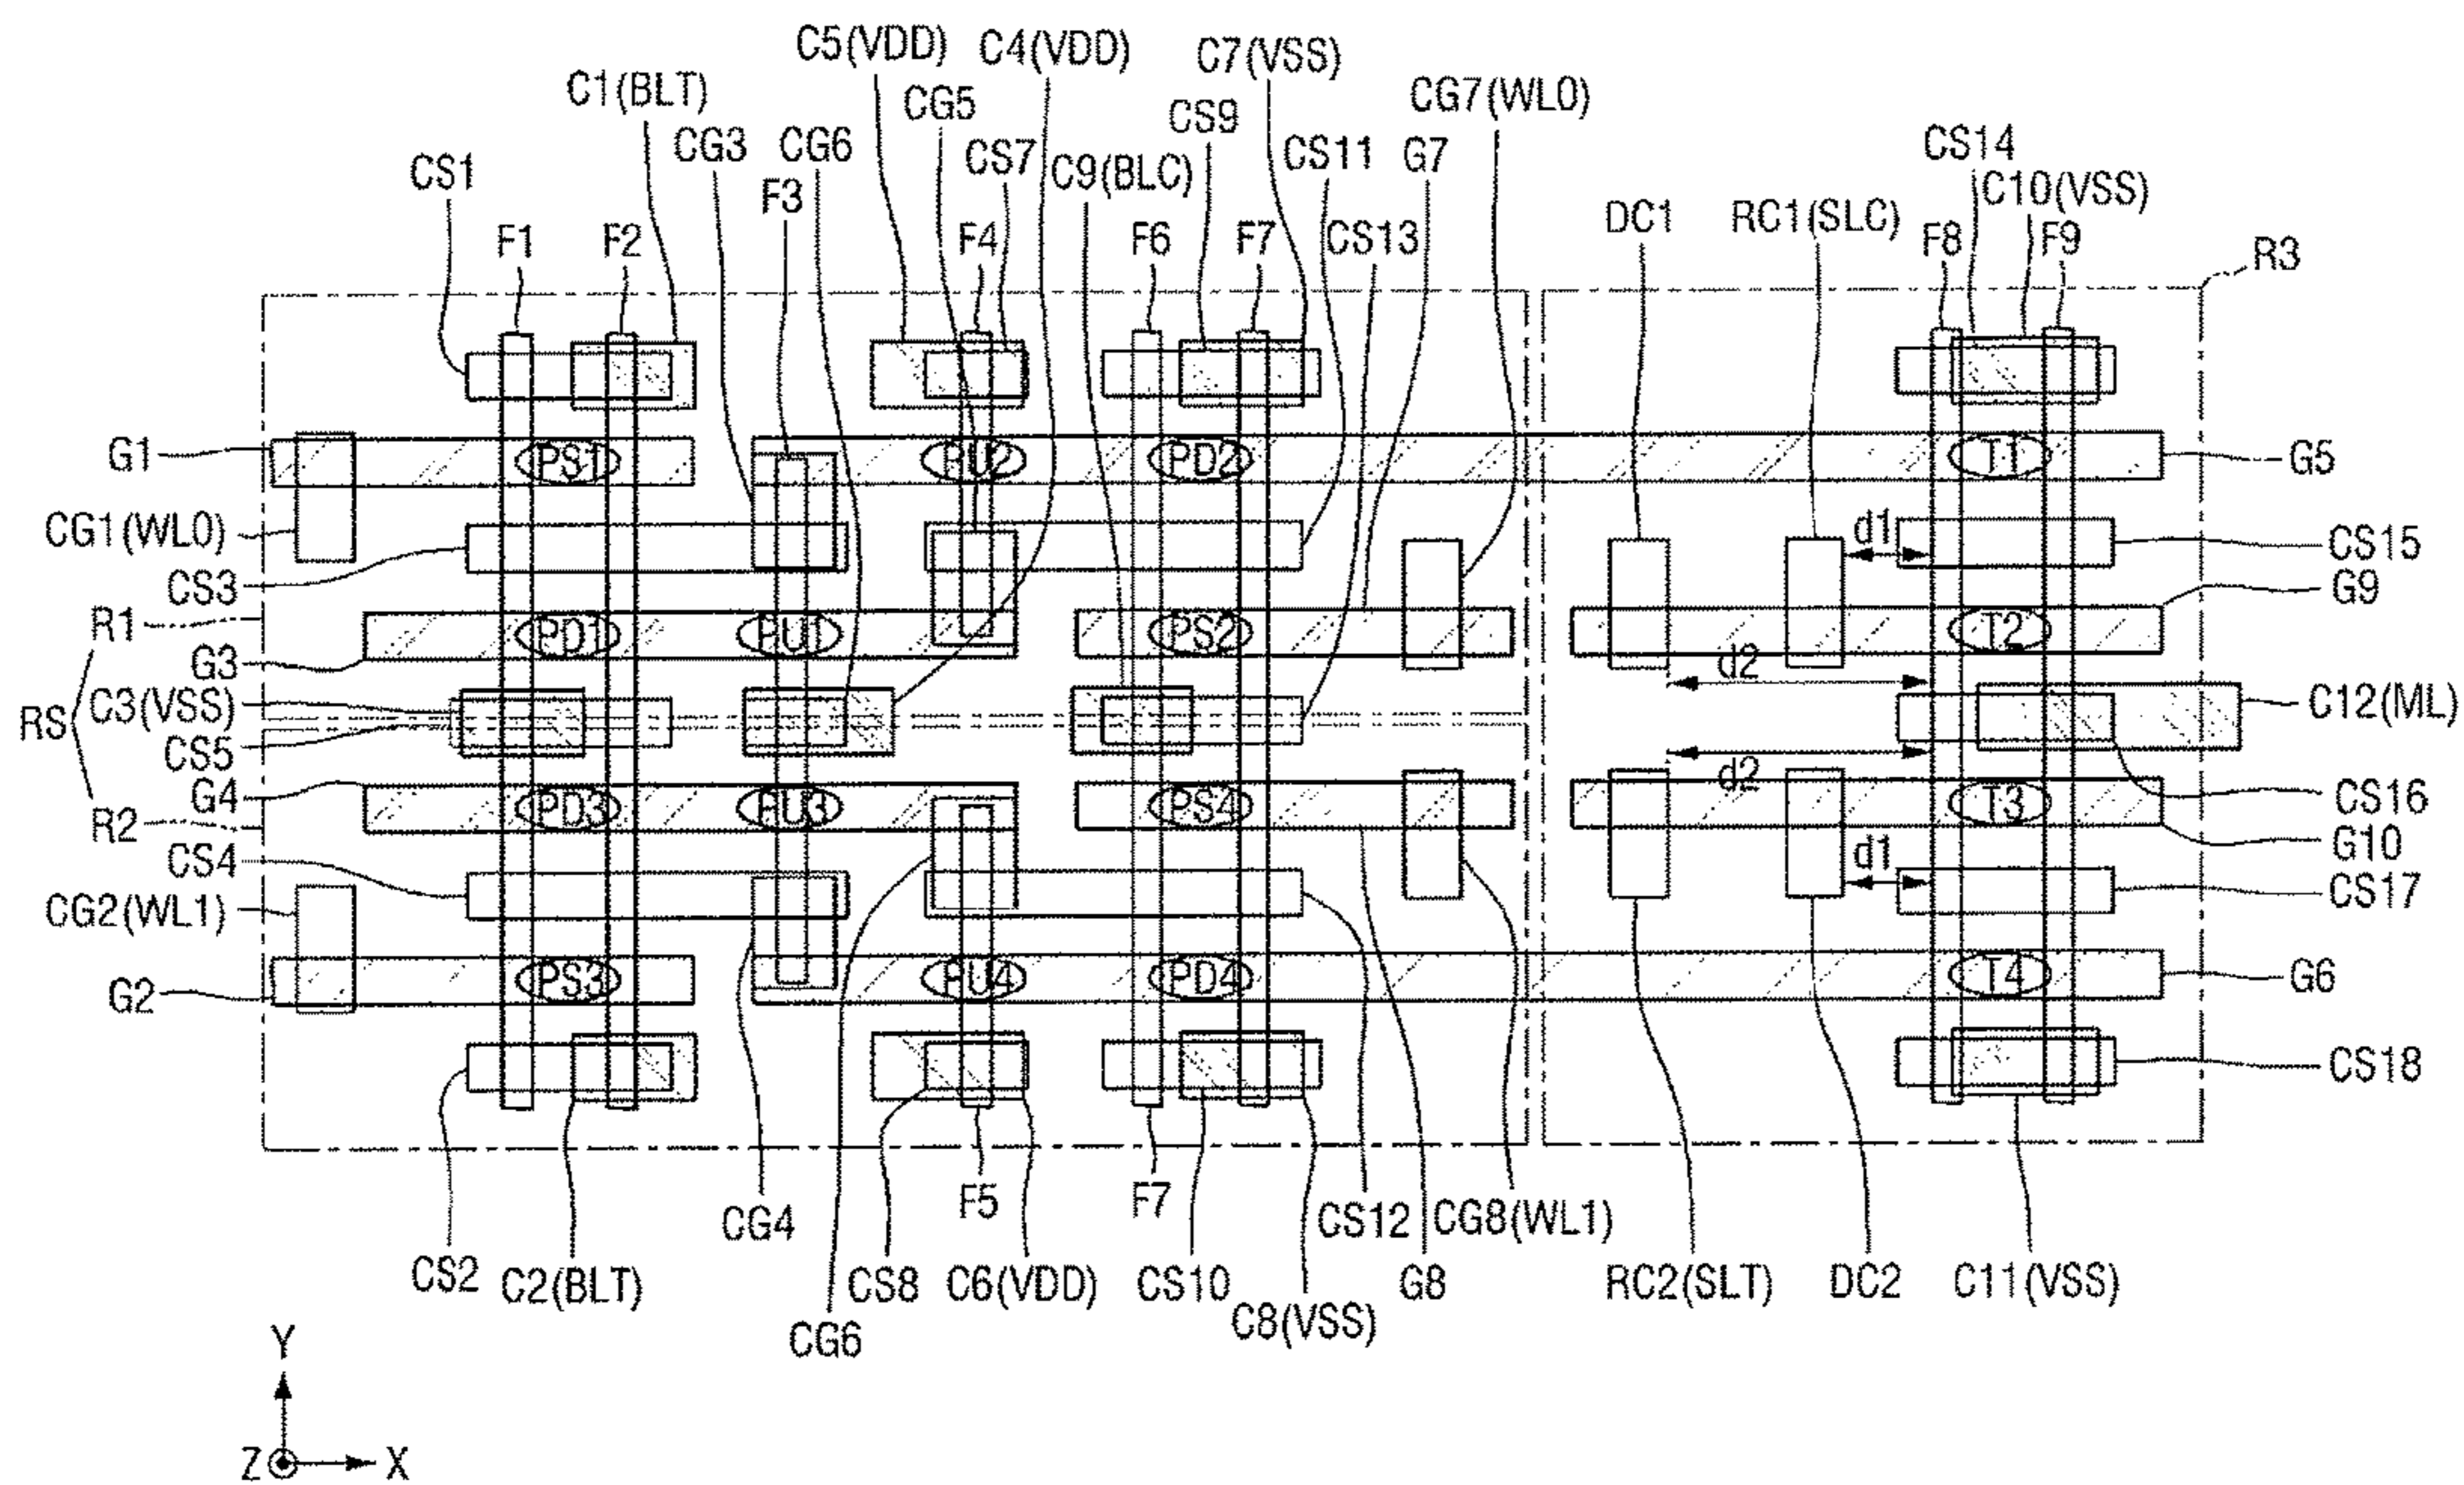 C5(VDD) C4(VDD) C7(VSS)
C1(BLT) CG5 CG7(WL0)
CS9
CG3 CG6 CS7 CS11 G7 CS14
CS1 F3 C9(BLC) C10(VSS)
DC1 RC1(SLC)
F1 F2 F4 F6 F7 CS13 F8 F9 R3
G1 PS1 PU2 PD2 T1 G5
CG1(WL0) d1 CS15
CS3 G9
R1 PD1 PU1 PS2 T2
G3 d2
RS C3(VSS) C12(ML)
CS5
G4 d2 CS16
R2 PD3 PU3 PS4 T3
CS4 d1 G10
CG2(WL1) CS17
G2 PS3 PU4 PD4 T4 G6
CS18
F5 F7
CG4 CS12 CG8(WL1)
CS2 C2(BLT) CS8 C6(VDD) CS10 G8 RC2(SLT) DC2 C11(VSS)
CG6 C8(VSS)
Y
Z X